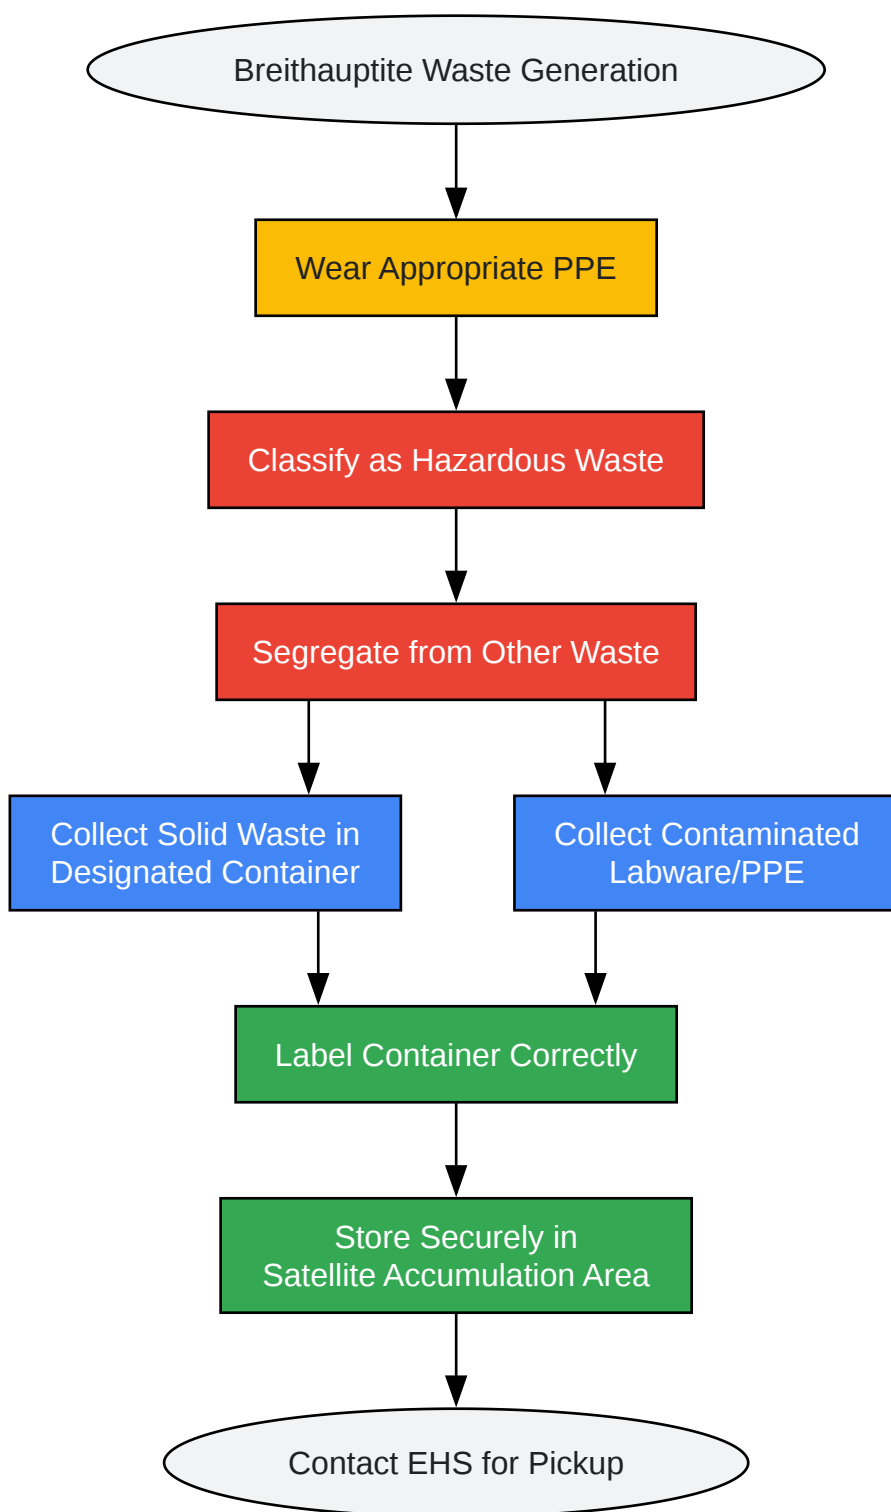 Breithauptite Waste Generation
Wear Appropriate PPE
Classify as Hazardous Waste
Segregate from Other Waste
Collect Solid Waste in
Designated Container
Collect Contaminated
Labware/PPE
Label Container Correctly
Store Securely in
Satellite Accumulation Area
Contact EHS for Pickup